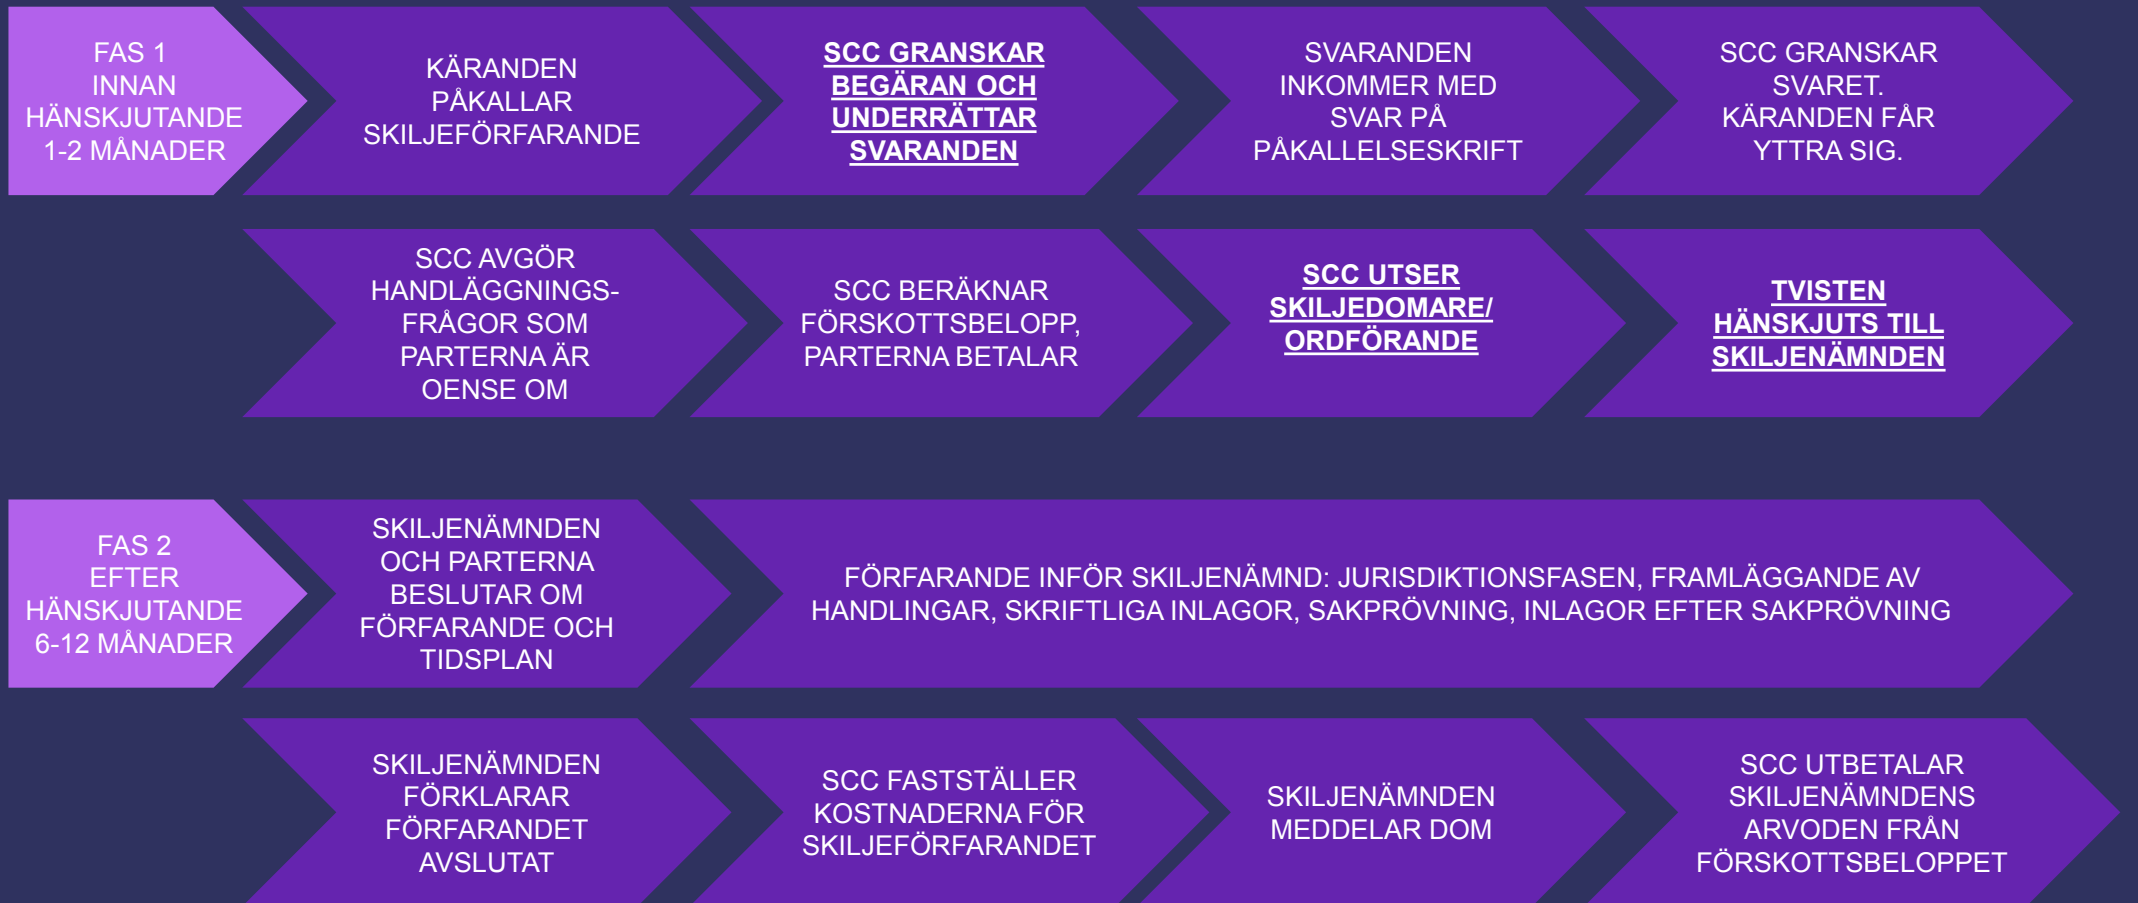 FAS 1
INNAN
HÄNSKJUTANDE
1-2 MÅNADER
KÄRANDEN
PÅKALLAR
SKILJEFÖRFARANDE
SCC GRANSKAR
BEGÄRAN OCH
UNDERRÄTTAR
SVARANDEN
SVARANDEN
INKOMMER MED
SVAR PÅ
PÅKALLELSESKRIFT
SCC GRANSKAR
SVARET.
KÄRANDEN FÅR
YTTRA SIG.
SCC AVGÖR
HANDLÄGGNINGS-
FRÅGOR SOM
PARTERNA ÄR
OENSE OM
SCC BERÄKNAR
FÖRSKOTTSBELOPP,
PARTERNA BETALAR
SCC UTSER
SKILJEDOMARE/
ORDFÖRANDE
TVISTEN
HÄNSKJUTS TILL
SKILJENÄMNDEN
FAS 2
EFTER
HÄNSKJUTANDE
6-12 MÅNADER
SKILJENÄMNDEN
OCH PARTERNA
BESLUTAR OM
FÖRFARANDE OCH
TIDSPLAN
FÖRFARANDE INFÖR SKILJENÄMND: JURISDIKTIONSFASEN, FRAMLÄGGANDE AV
HANDLINGAR, SKRIFTLIGA INLAGOR, SAKPRÖVNING, INLAGOR EFTER SAKPRÖVNING
SKILJENÄMNDEN
FÖRKLARAR
FÖRFARANDET
AVSLUTAT
SCC FASTSTÄLLER
KOSTNADERNA FÖR
SKILJEFÖRFARANDET
SKILJENÄMNDEN
MEDDELAR DOM
SCC UTBETALAR
SKILJENÄMNDENS
ARVODEN FRÅN
FÖRSKOTTSBELOPPET